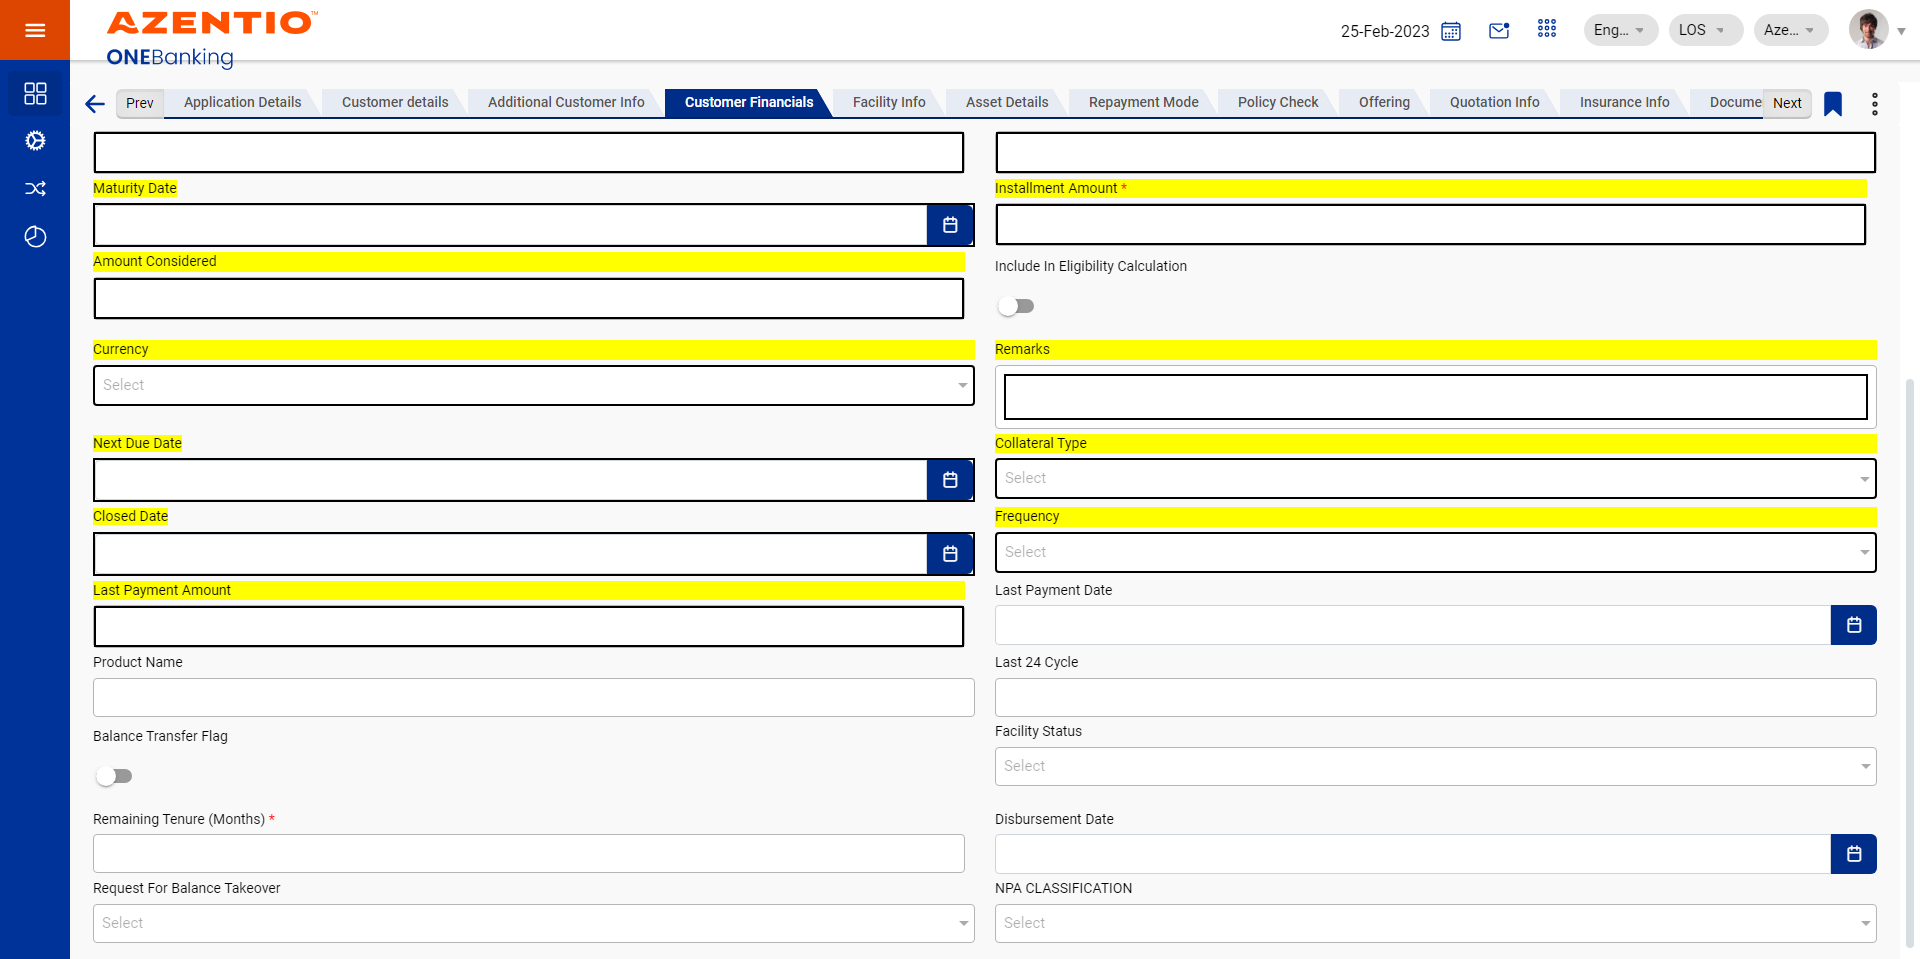 AZENTIO™
ONEBanking
25-Feb-2023
Eng...
LOS
Aze...
Prev
Application Details
Customer details
Additional Customer Info
Customer Financials
Facility Info
Asset Details
Repayment Mode
Policy Check
Offering
Quotation Info
Insurance Info
Docume
Next
Maturity Date
Installment Amount *
Amount Considered
Include In Eligibility Calculation
Currency
Remarks
Select
Next Due Date
Collateral Type
Select
Closed Date
Frequency
Select
Last Payment Amount
Last Payment Date
Product Name
Last 24 Cycle
Balance Transfer Flag
Facility Status
Select
Remaining Tenure (Months) *
Disbursement Date
Request For Balance Takeover
NPA CLASSIFICATION
Select
Select